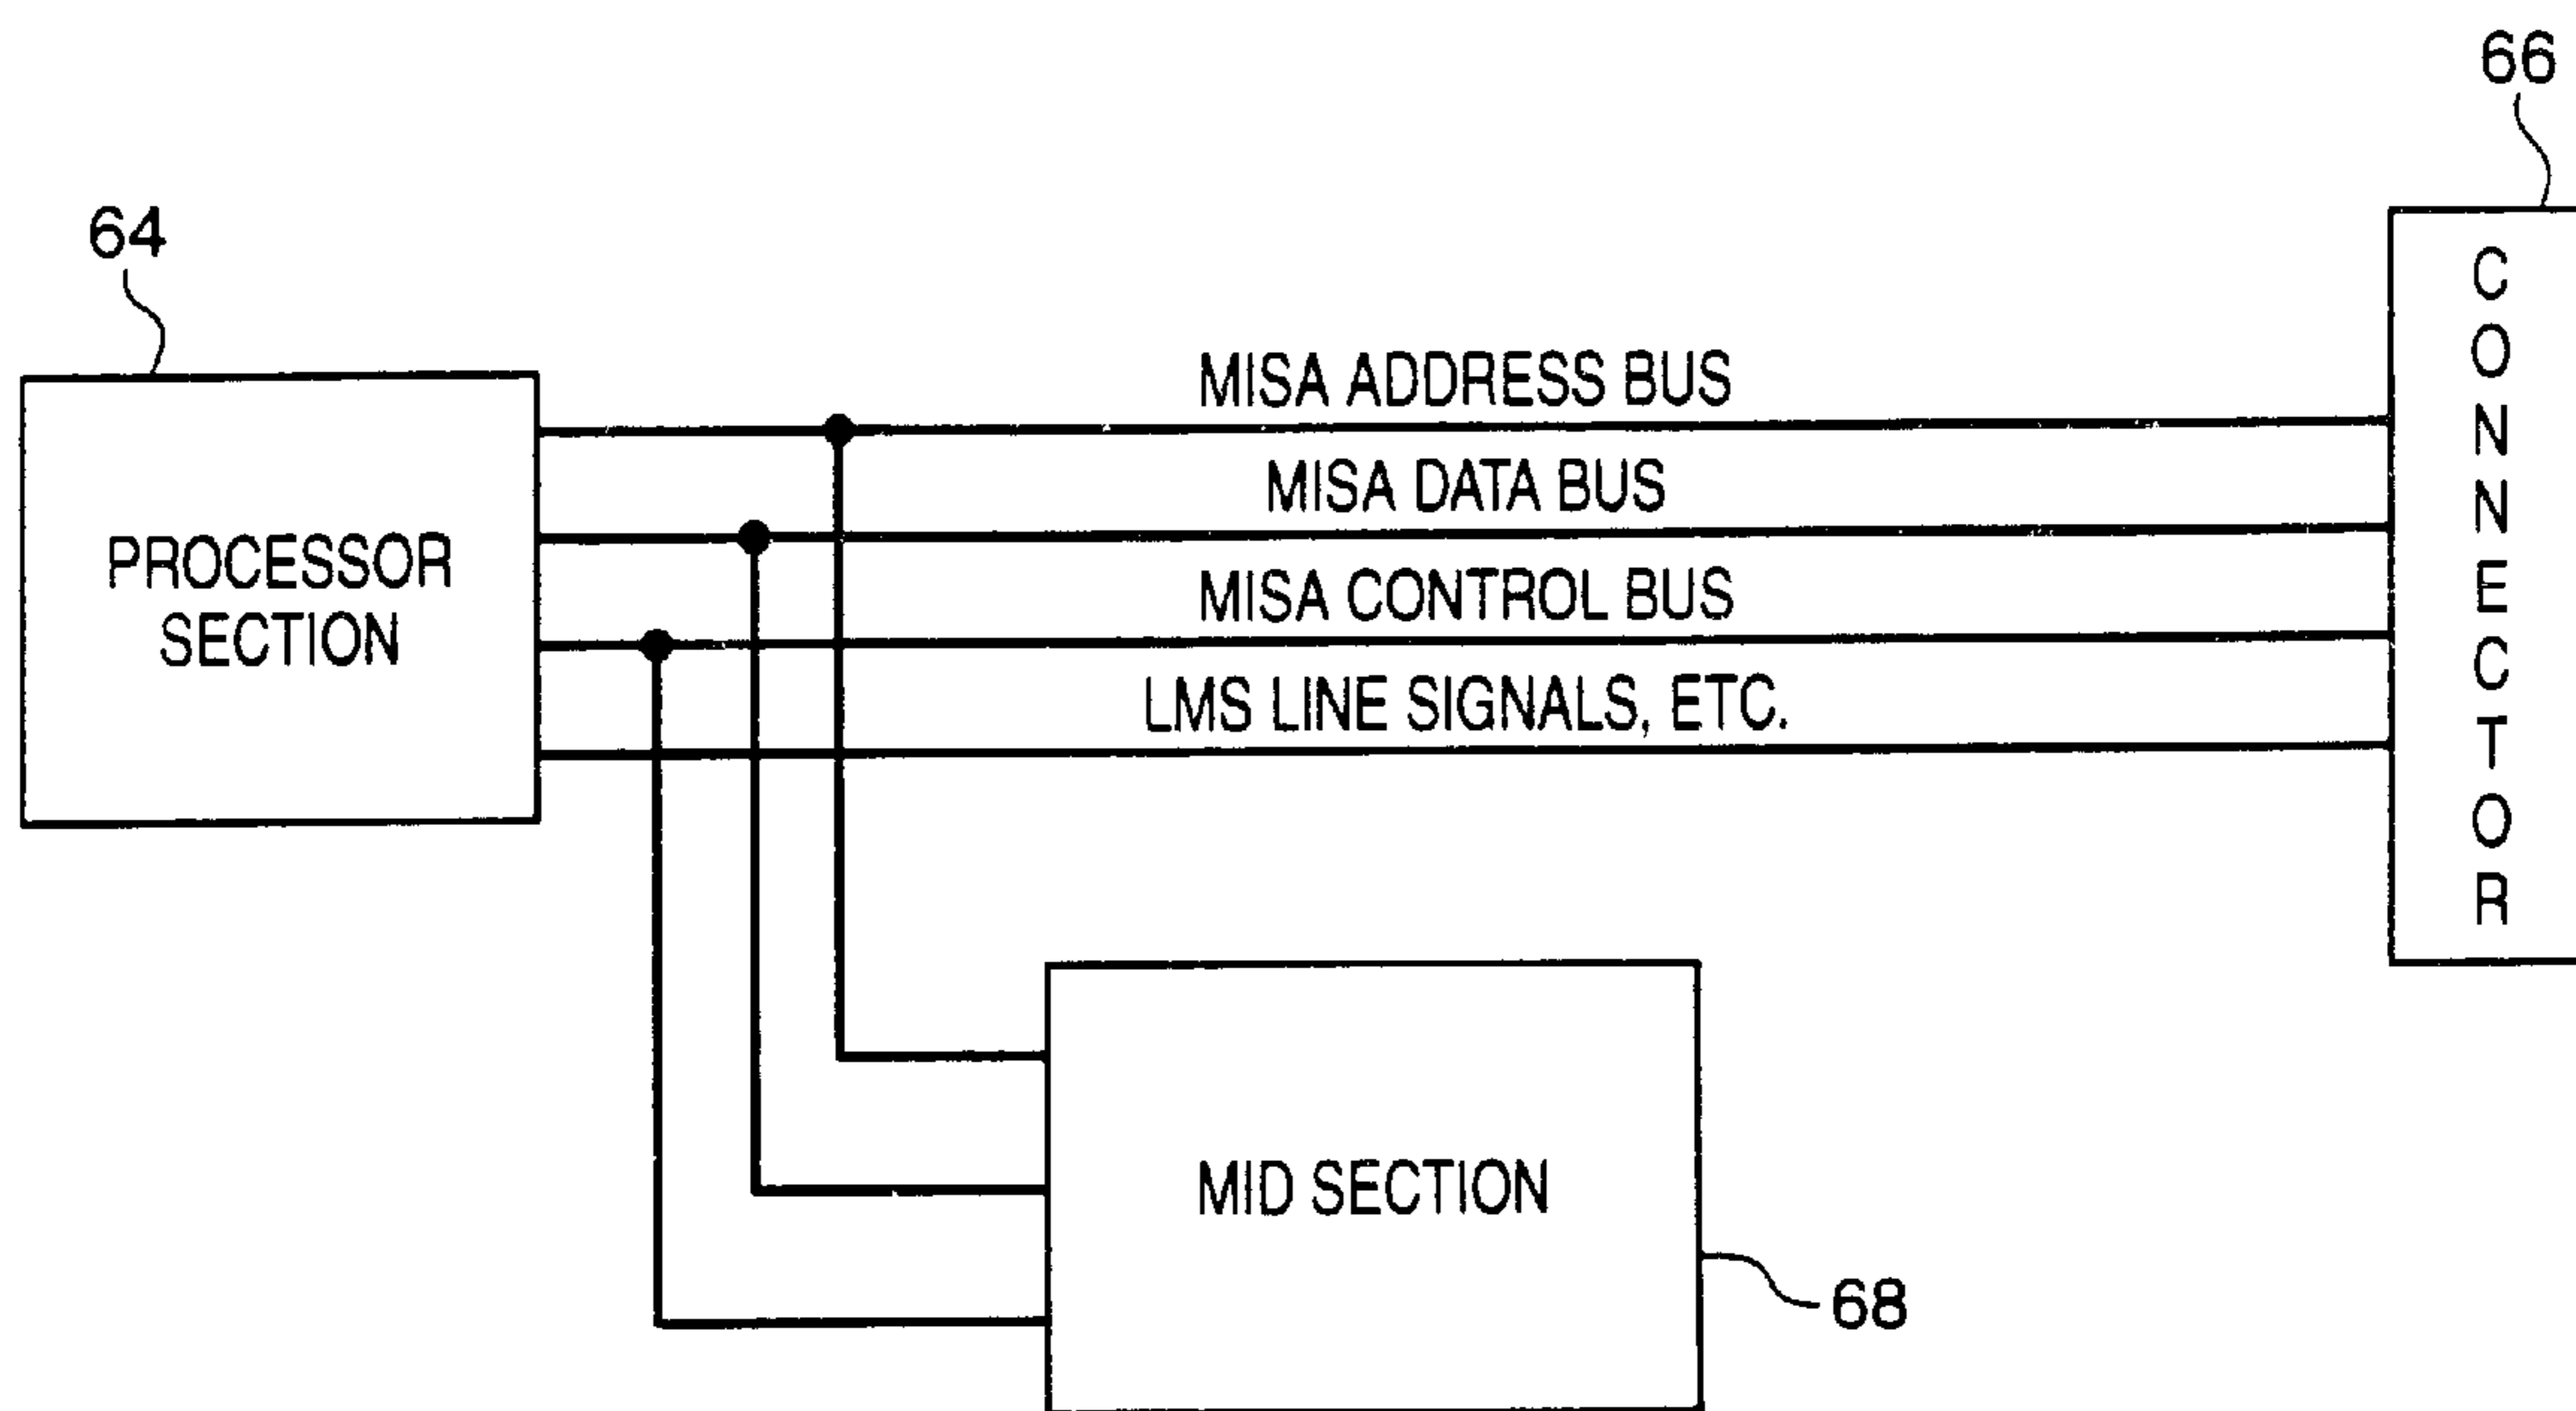 66
64
CONNECTOR
MISA ADDRESS BUS
MISA DATA BUS
PROCESSOR
SECTION
MISA CONTROL BUS
LMS LINE SIGNALS, ETC.
MID SECTION
68